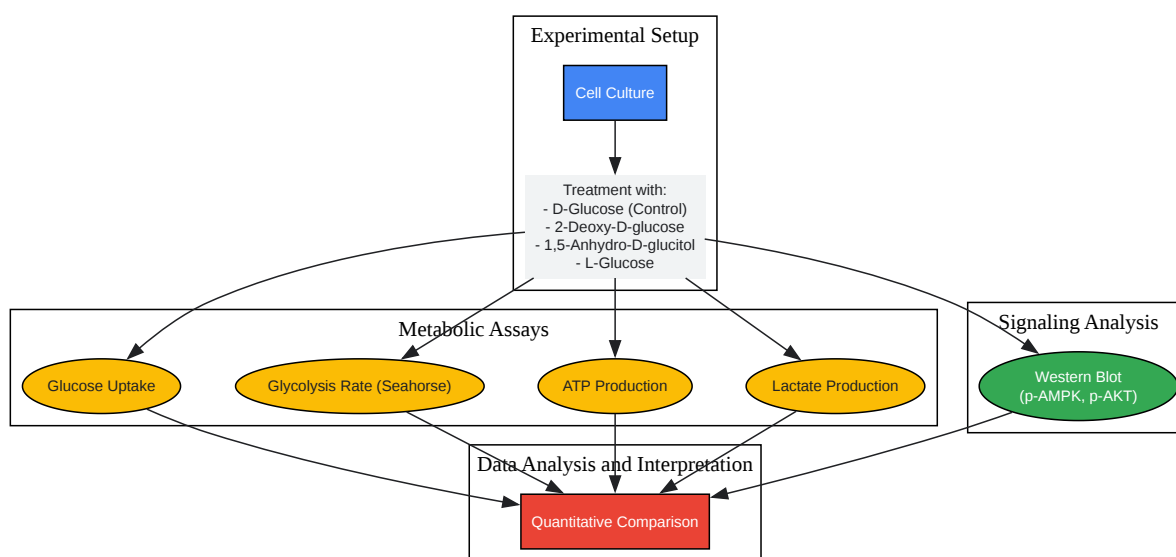 Experimental Setup
Cell Culture
Treatment with:
- D-Glucose (Control)
- 2-Deoxy-D-glucose
- 1,5-Anhydro-D-glucitol
- L-Glucose
Metabolic Assays
Signaling Analysis
Glucose Uptake
Glycolysis Rate (Seahorse)
ATP Production
Lactate Production
Western Blot
(p-AMPK, p-AKT)
Data Analysis and Interpretation
Quantitative Comparison